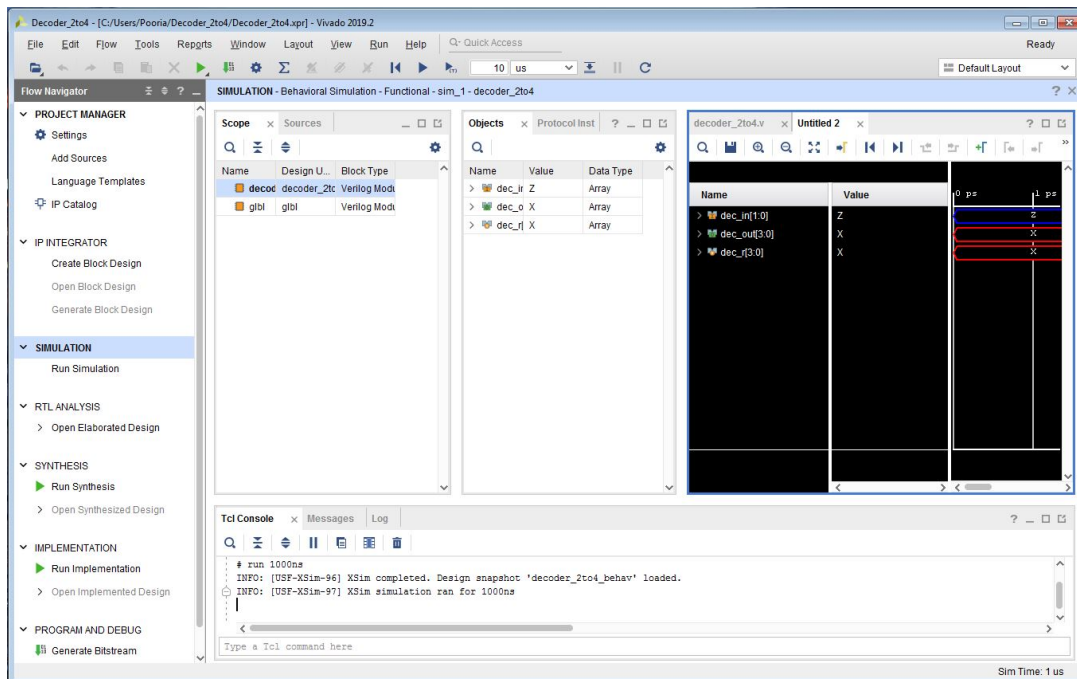 Decoder_2to4 - [C:/Users/Pooria/Decoder_2to4/Decoder_2to4.xpr] - Vivado 2019.2
File Edit Flow Tools Reports Window Layout View Run Help Quick Access Ready
10 us Default Layout
Flow Navigator
SIMULATION - Behavioral Simulation - Functional - sim_1 - decoder_2to4
PROJECT MANAGER
Settings
Add Sources
Language Templates
IP Catalog
IP INTEGRATOR
Create Block Design
Open Block Design
Generate Block Design
SIMULATION
Run Simulation
RTL ANALYSIS
Open Elaborated Design
SYNTHESIS
Run Synthesis
Open Synthesized Design
IMPLEMENTATION
Run Implementation
Open Implemented Design
PROGRAM AND DEBUG
Generate Bitstream
Scope Sources
Name Design U... Block Type
decod decoder_2tc Verilog Modu
glbl glbl Verilog Modu
Objects Protocol Inst
Name Value Data Type
dec_ir Z Array
dec_o X Array
dec_r[ X Array
decoder_2to4.v Untitled 2
Name Value 0 ps 1 ps
dec_in[1:0] Z Z
dec_out[3:0] X X
dec_r[3:0] X X
Tcl Console Messages Log
# run 1000ns
INFO: [USF-XSim-96] XSim completed. Design snapshot 'decoder_2to4_behav' loaded.
INFO: [USF-XSim-97] XSim simulation ran for 1000ns
Type a Tcl command here
Sim Time: 1 us